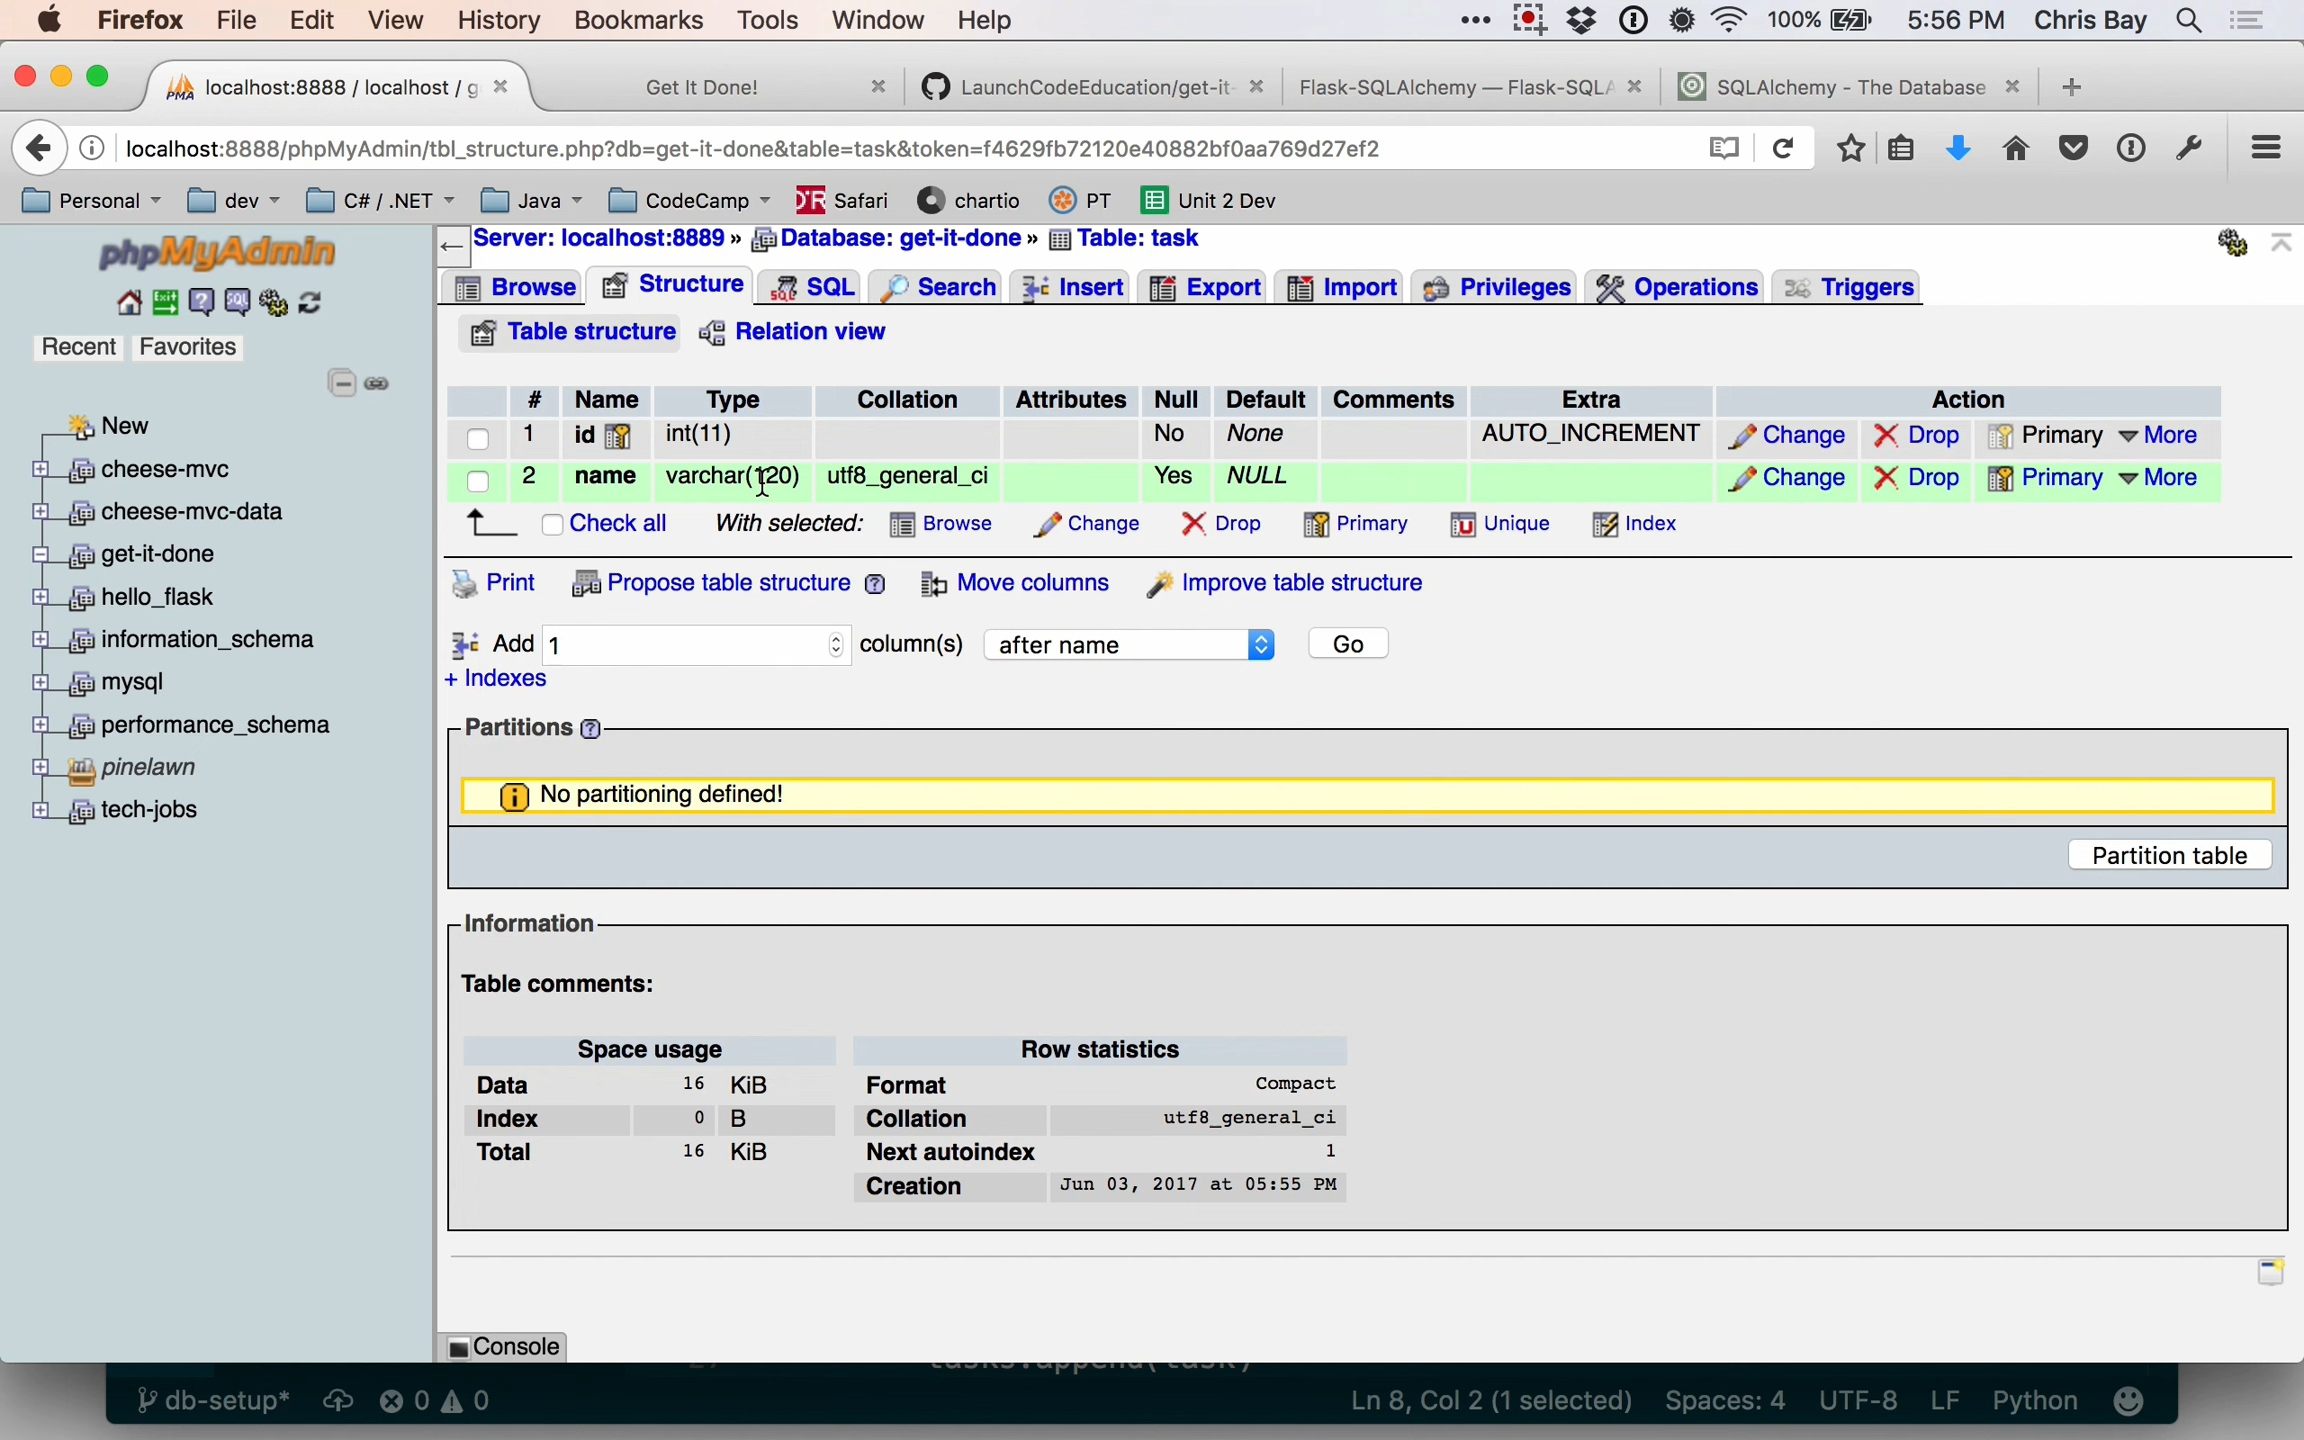 Firefox File Edit View History Bookmarks Tools Window Help ••• 100% 5:56 PM Chris Bay
localhost:8888 / localhost / g Get It Done! LaunchCodeEducation/get-it- Flask-SQLAlchemy — Flask-SQLA SQLAlchemy - The Database
localhost:8888/phpMyAdmin/tbl_structure.php?db=get-it-done&table=task&token=f4629fb72120e40882bf0aa769d27ef2
Personal dev C# / .NET Java CodeCamp Safari chartio PT Unit 2 Dev
phpMyAdmin
Recent Favorites
New
cheese-mvc
cheese-mvc-data
get-it-done
hello_flask
information_schema
mysql
performance_schema
pinelawn
tech-jobs
Server: localhost:8889 » Database: get-it-done » Table: task
Browse Structure SQL Search Insert Export Import Privileges Operations Triggers
Table structure Relation view
# Name Type Collation Attributes Null Default Comments Extra Action
1 id int(11) No None AUTO_INCREMENT Change Drop Primary More
2 name varchar(120) utf8_general_ci Yes NULL Change Drop Primary More
Check all With selected: Browse Change Drop Primary Unique Index
Print Propose table structure Move columns Improve table structure
Add 1 column(s) after name Go
+ Indexes
Partitions
No partitioning defined!
Partition table
Information
Table comments:
Space usage
Data 16 KiB
Index 0 B
Total 16 KiB
Row statistics
Format Compact
Collation utf8_general_ci
Next autoindex 1
Creation Jun 03, 2017 at 05:55 PM
Console
db-setup* 0 0 Ln 8, Col 2 (1 selected) Spaces: 4 UTF-8 LF Python